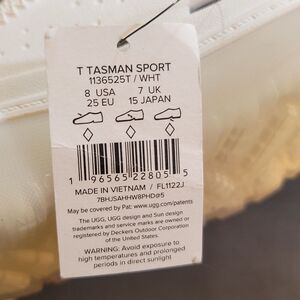 T TASMAN SPORT
1136525T / WHT
8 USA 7 UK
25 EU 15 JAPAN
1 96565 22805 5
MADE IN VIETNAM / FL1122J
7BHJSAHHW8PHD@5
May be covered by Pat: www.ugg.com/patents
The UGG, UGG design and Sun design
trademarks and service marks are owned or
registered by Deckers Outdoor Corporation
of the United States.
WARNING: Avoid exposure to
high temperatures and prolonged
periods in direct sunlight